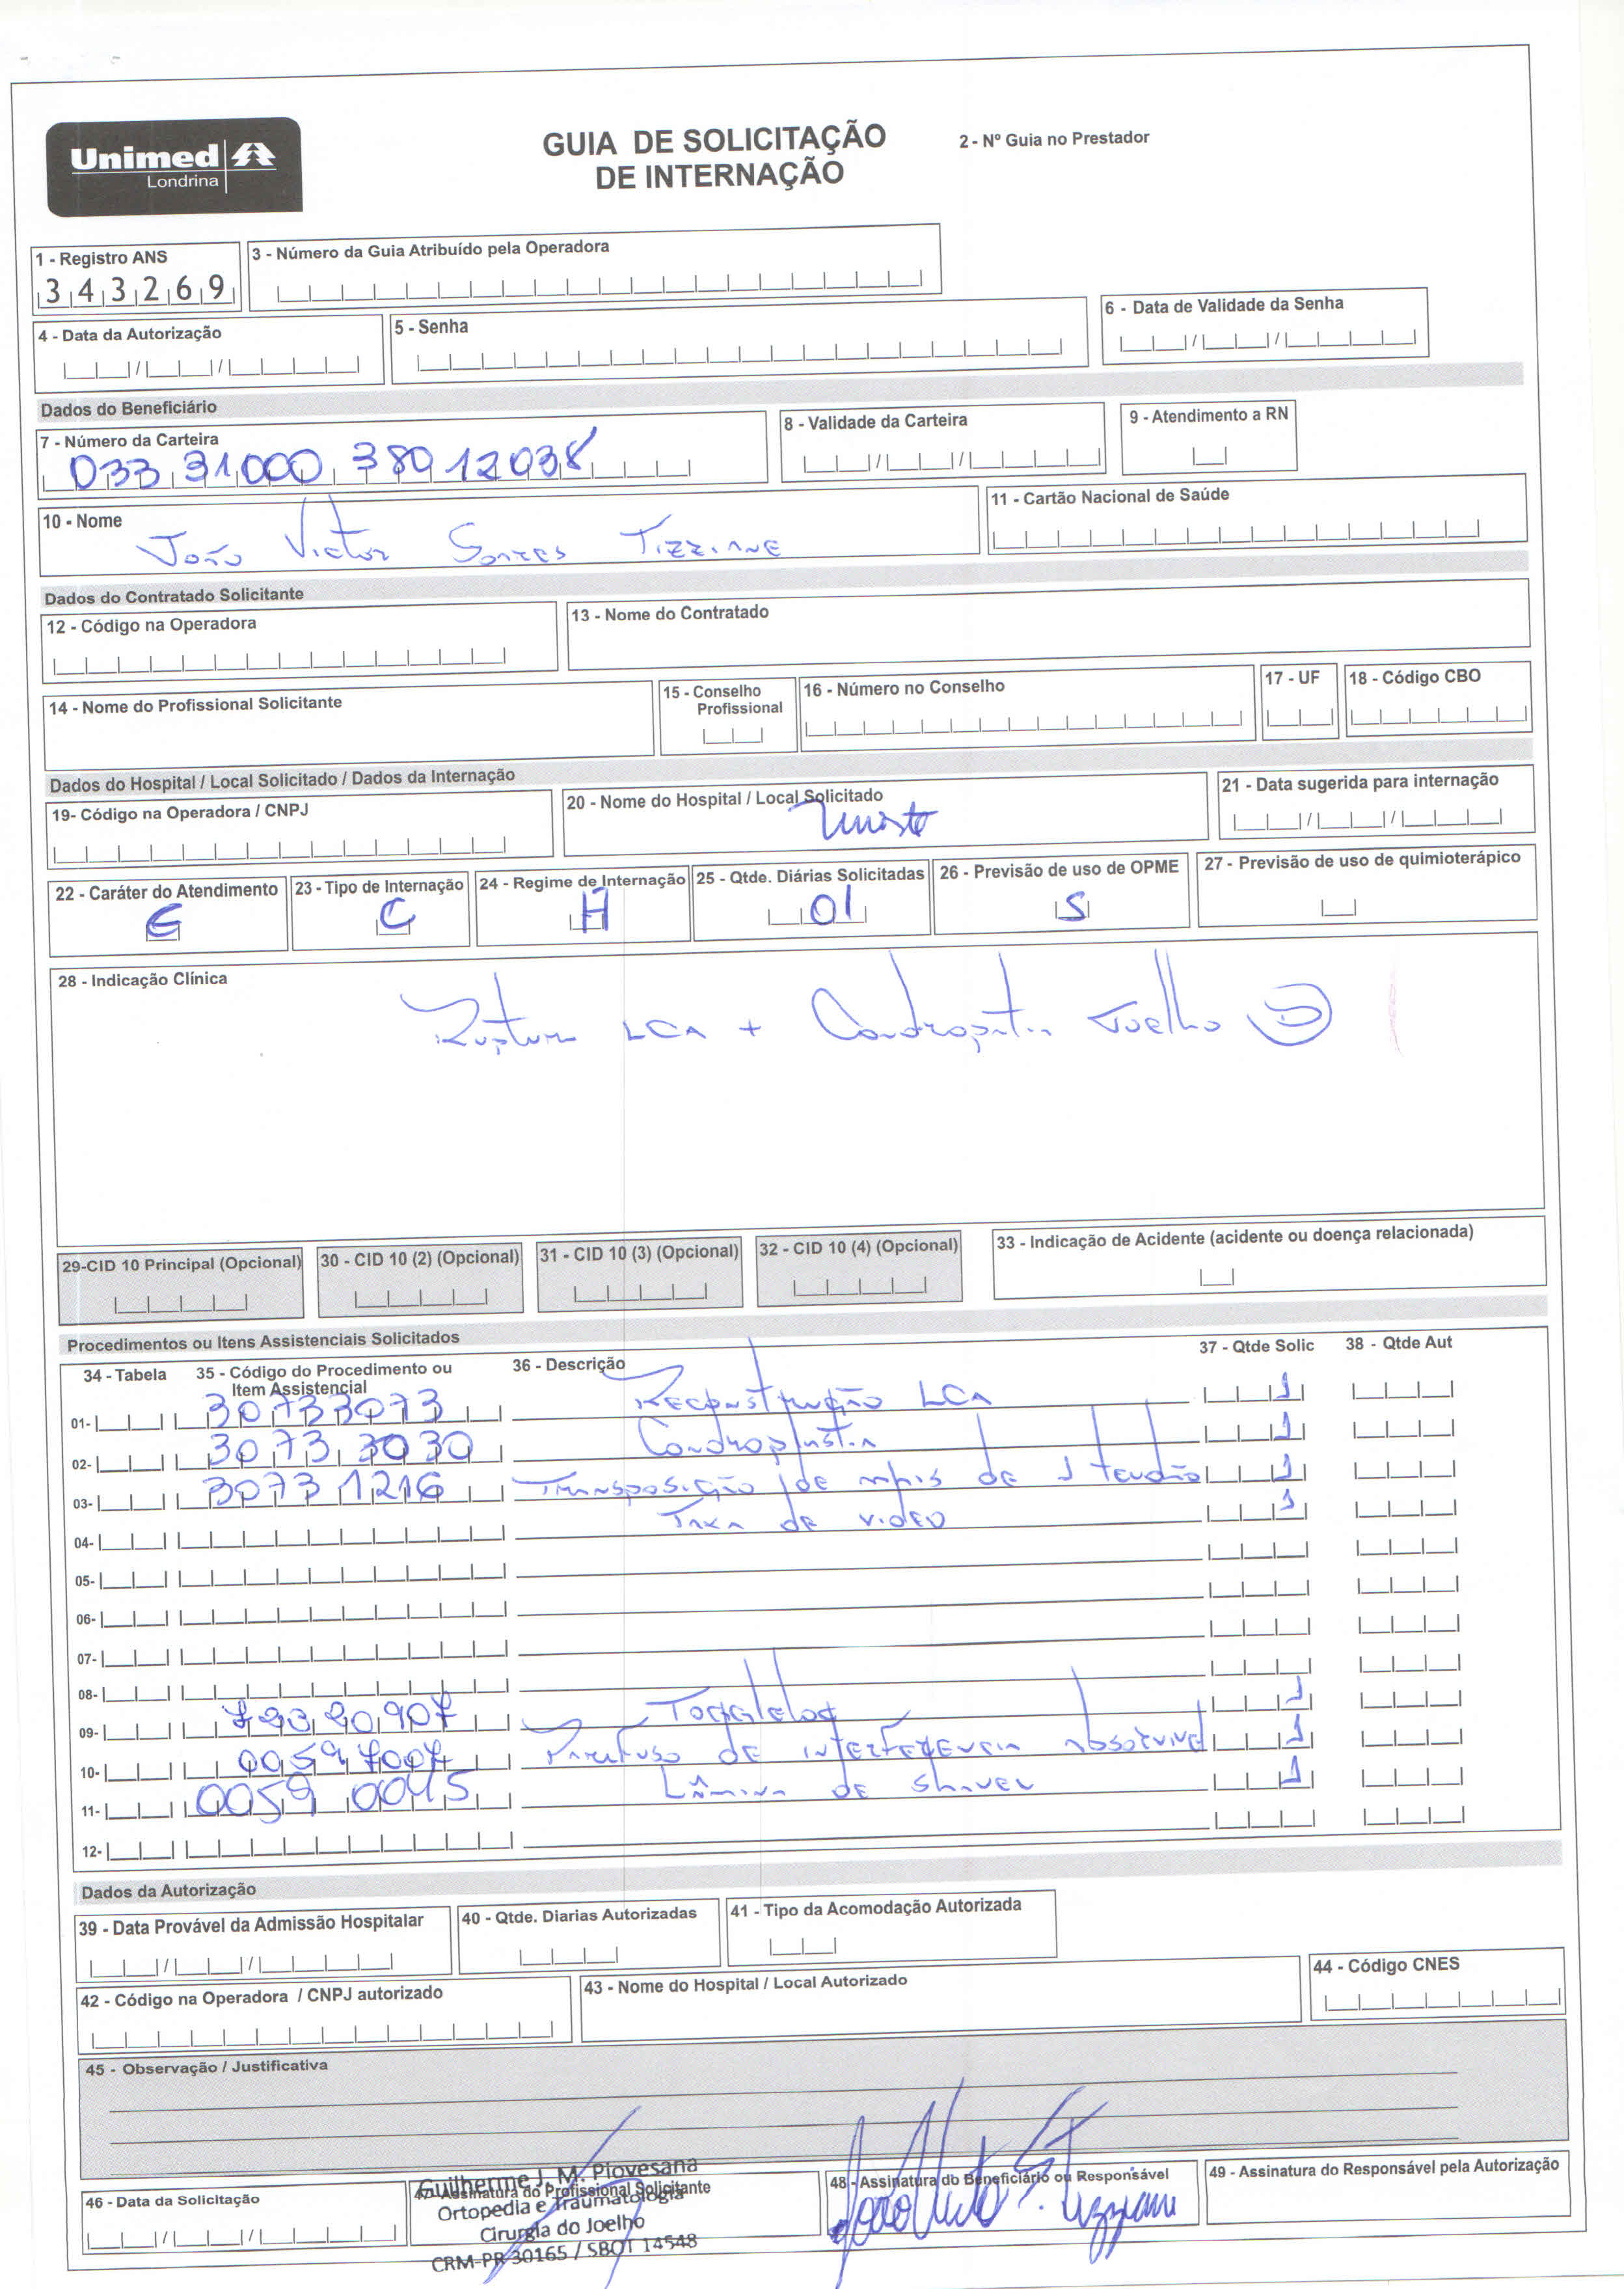 Unimed
Londrina
GUIA DE SOLICITAÇÃO
DE INTERNAÇÃO
2 - Nº Guia no Prestador
1 - Registro ANS
343269
3 - Número da Guia Atribuído pela Operadora
4 - Data da Autorização
5 - Senha
6 - Data de Validade da Senha
Dados do Beneficiário
7 - Número da Carteira
033 31000 380 12038
8 - Validade da Carteira
9 - Atendimento a RN
10 - Nome
João Victor
11 - Cartão Nacional de Saúde
Dados do Contratado Solicitante
12 - Código na Operadora
13 - Nome do Contratado
14 - Nome do Profissional Solicitante
15 - Conselho
Profissional
16 - Número no Conselho
17 - UF
18 - Código CBO
Dados do Hospital / Local Solicitado / Dados da Internação
19- Código na Operadora / CNPJ
20 - Nome do Hospital / Local Solicitado
21 - Data sugerida para internação
22 - Caráter do Atendimento
E
23 - Tipo de Internação
C
24 - Regime de Internação
H
25 - Qtde. Diárias Solicitadas
01
26 - Previsão de uso de OPME
S
27 - Previsão de uso de quimioterápico
28 - Indicação Clínica
Ruptura LCA + Condropatia Joelho D
29-CID 10 Principal (Opcional)
30 - CID 10 (2) (Opcional)
31 - CID 10 (3) (Opcional)
32 - CID 10 (4) (Opcional)
33 - Indicação de Acidente (acidente ou doença relacionada)
Procedimentos ou Itens Assistenciais Solicitados
34 - Tabela
35 - Código do Procedimento ou
Item Assistencial
36 - Descrição
37 - Qtde Solic
38 - Qtde Aut
01- 30733073 Reconstrução LCA 1
02- 30733030 Condroplastia 1
03- 30731216 Transposição de mais de 1 tendão 1
04- Taxa de video 1
05-
06-
07-
08-
09- Toggleloc 1
10- 00597007 Parafuso de interferencia absorvivel 1
11- 00590045 Lâmina de shaver 1
12-
Dados da Autorização
39 - Data Provável da Admissão Hospitalar
40 - Qtde. Diarias Autorizadas
41 - Tipo da Acomodação Autorizada
42 - Código na Operadora / CNPJ autorizado
43 - Nome do Hospital / Local Autorizado
44 - Código CNES
45 - Observação / Justificativa
46 - Data da Solicitação
47 - Assinatura do Profissional Solicitante
Guilherme J. M. Piovesana
Ortopedia e Traumatologia
Cirurgia do Joelho
CRM-PR 30165 / SBOT 14548
48 - Assinatura do Beneficiário ou Responsável
49 - Assinatura do Responsável pela Autorização